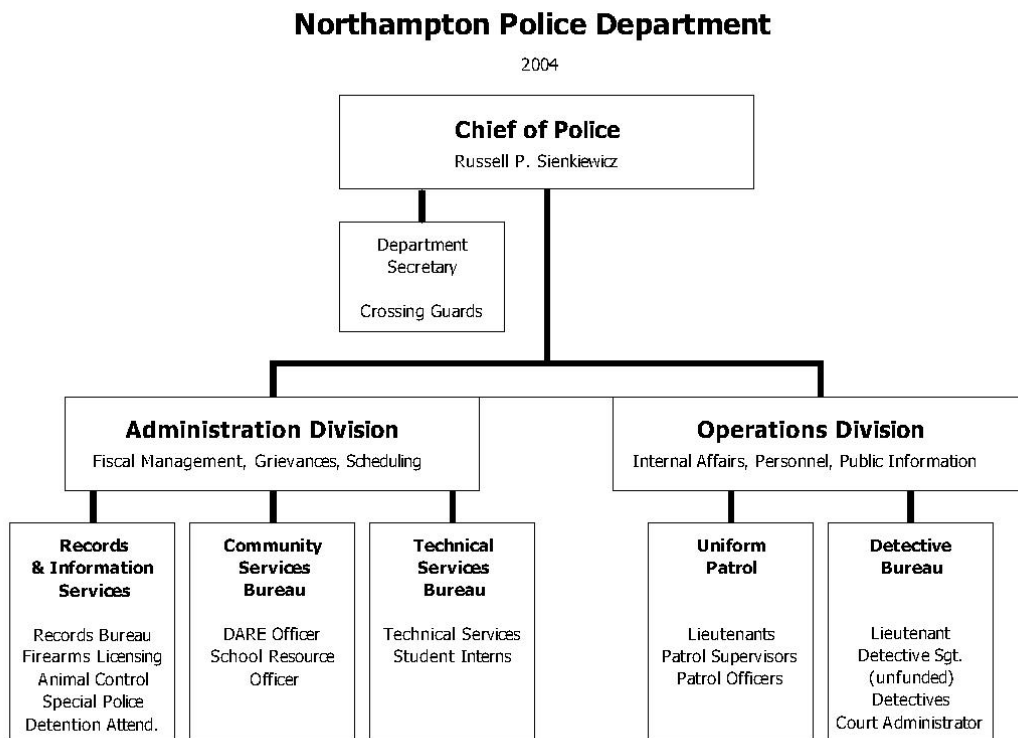 Northampton Police Department
2004
Chief of Police
Russell P. Sienkiewicz
Department
Secretary
Crossing Guards
Administration Division
Fiscal Management, Grievances, Scheduling
Operations Division
Internal Affairs, Personnel, Public Information
Records
& Information
Services
Records Bureau
Firearms Licensing
Animal Control
Special Police
Detention Attend.
Community
Services
Bureau
DARE Officer
School Resource
Officer
Technical
Services
Bureau
Technical Services
Student Interns
Uniform
Patrol
Lieutenants
Patrol Supervisors
Patrol Officers
Detective
Bureau
Lieutenant
Detective Sgt.
(unfunded)
Detectives
Court Administrator